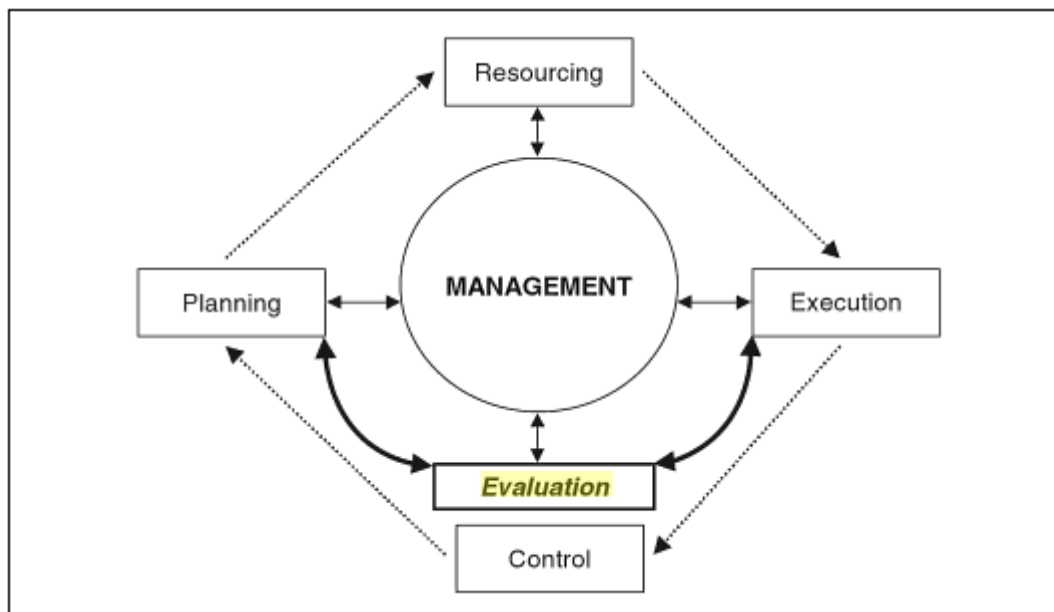 Resourcing
MANAGEMENT
Planning
Execution
Evaluation
Control